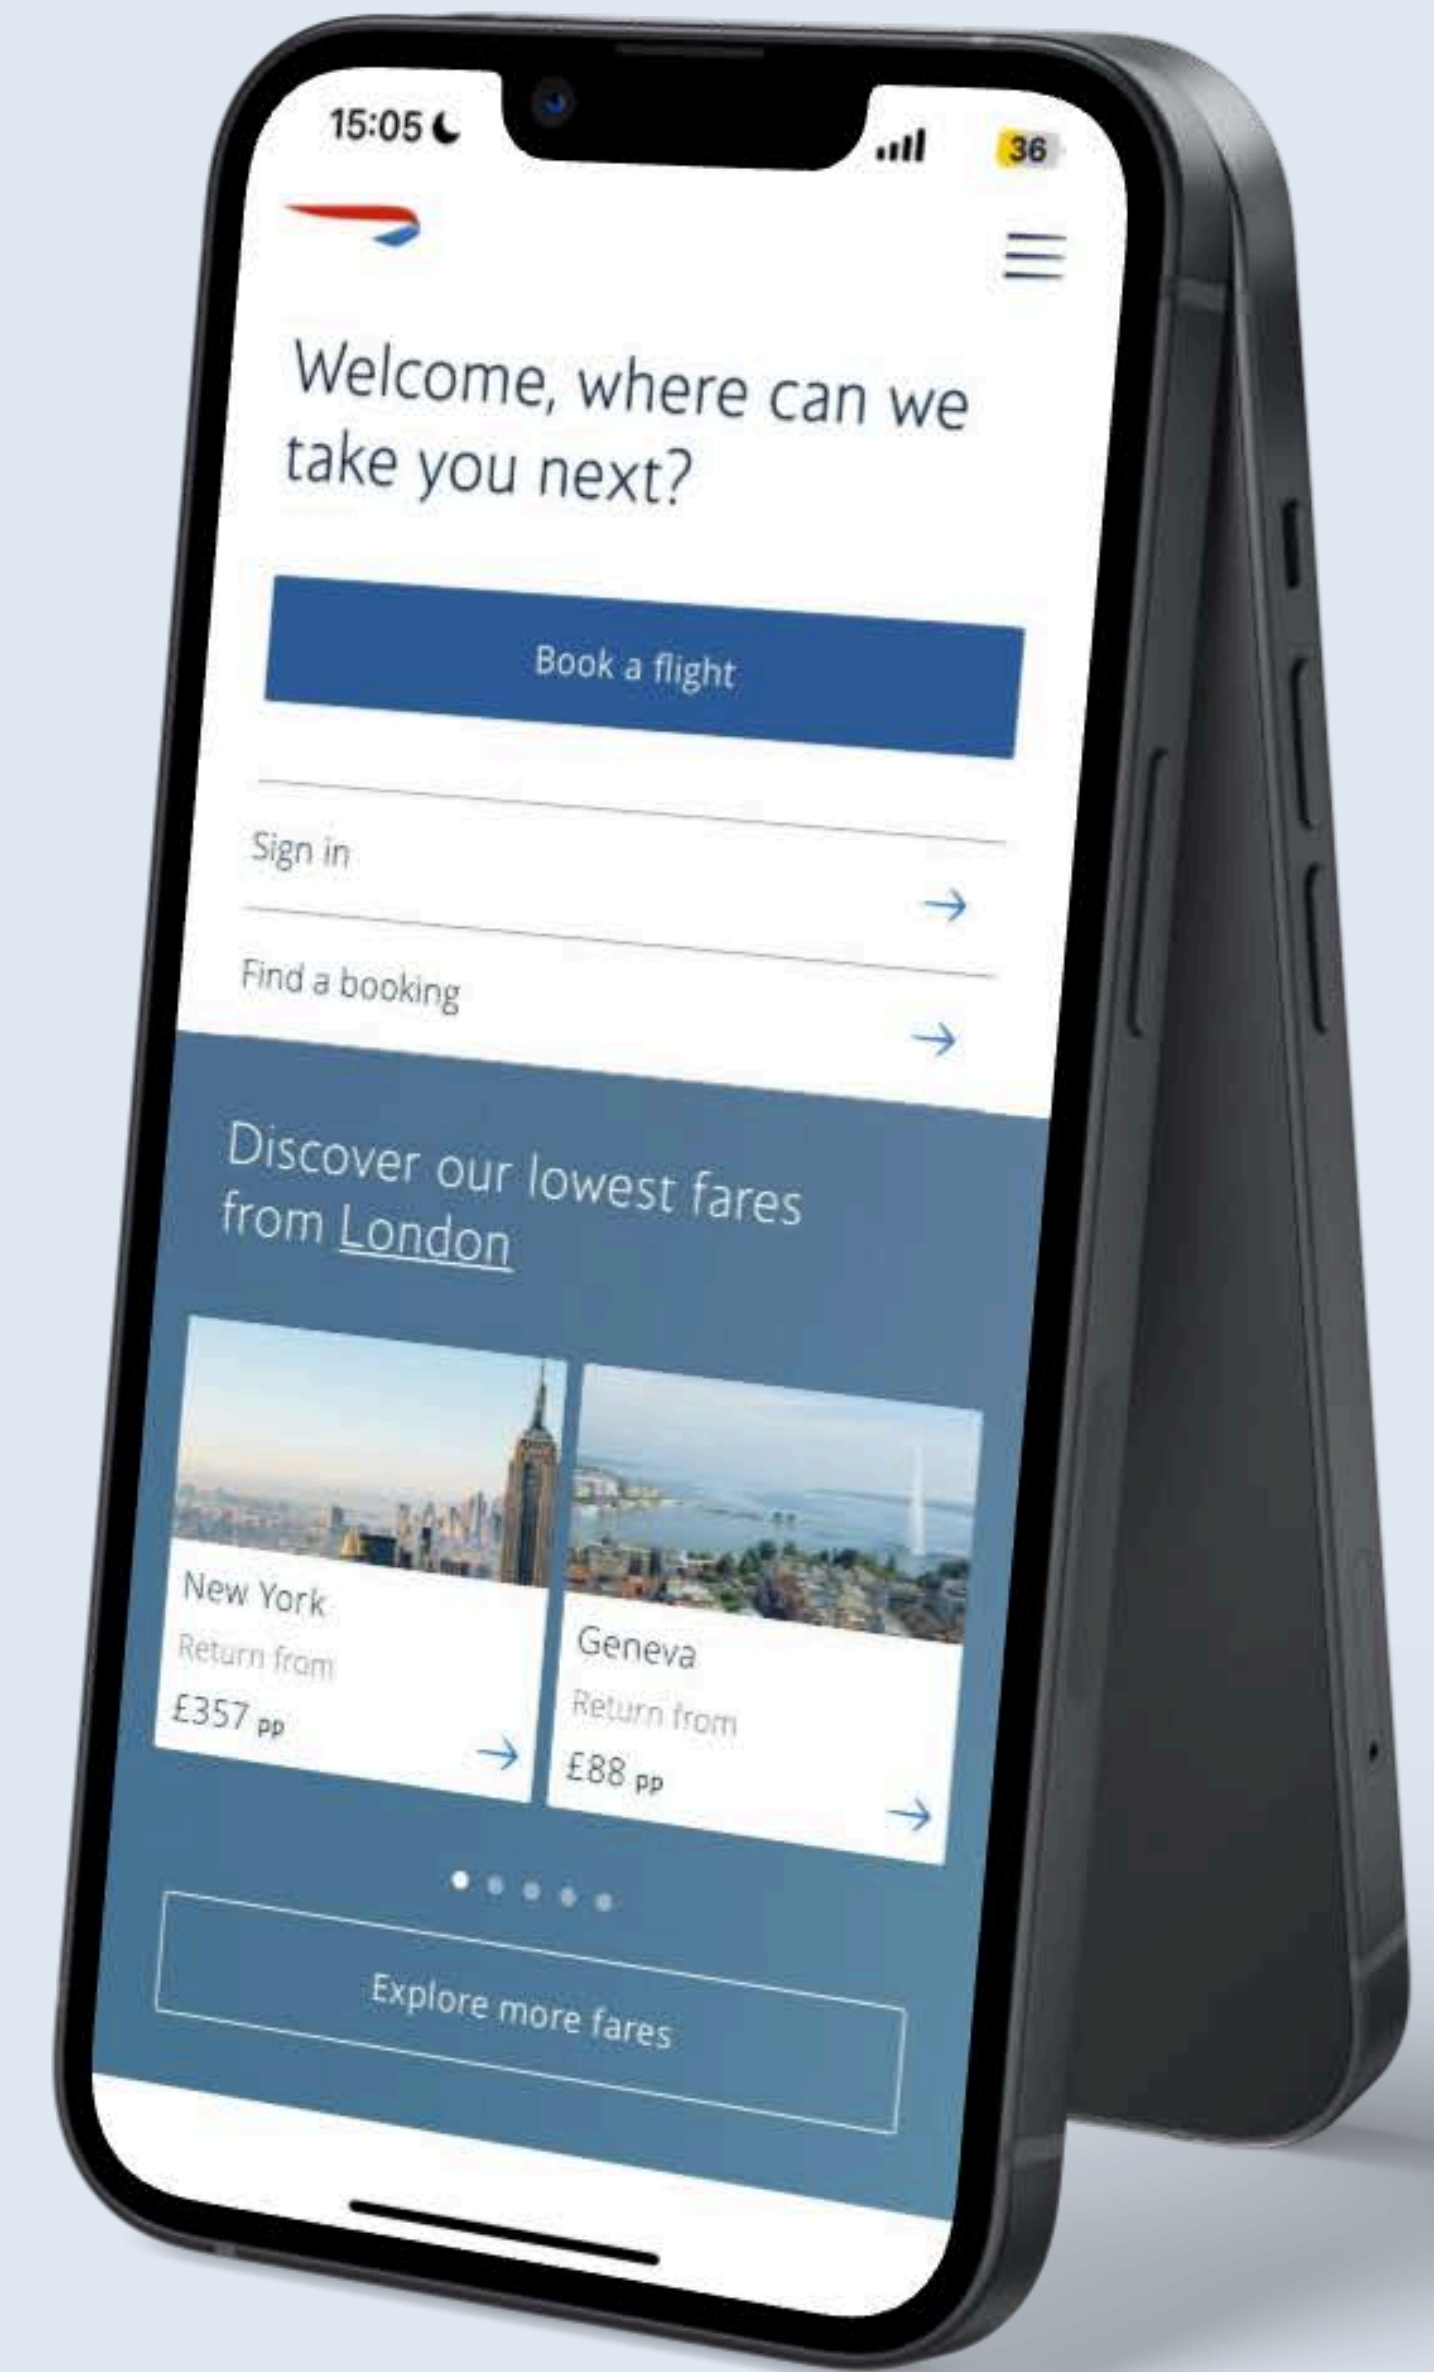 15:05
36
Welcome, where can we
take you next?
Book a flight
Sign in
Find a booking
Discover our lowest fares
from London
New York
Return from
£357 pp
Geneva
Return from
£88 pp
Explore more fares